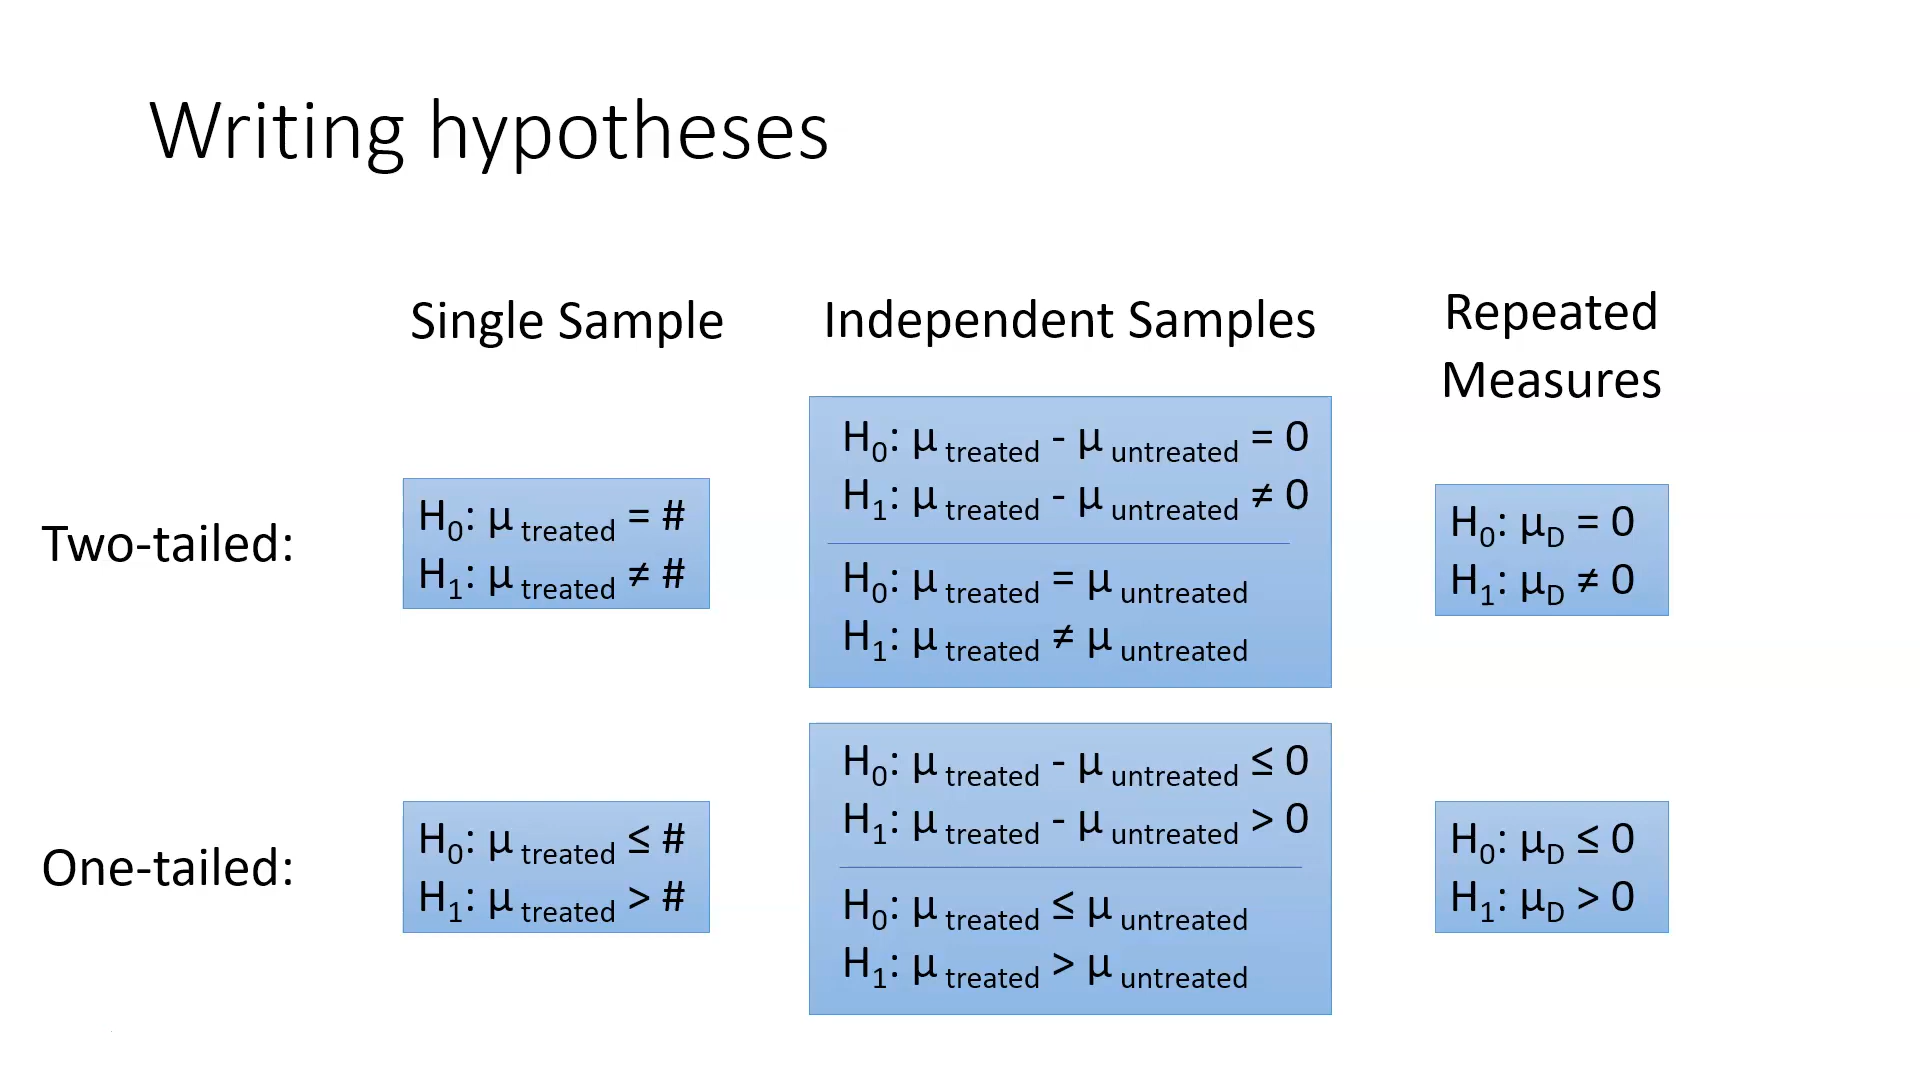 Writing hypotheses
Single Sample
Independent Samples
Repeated
Measures
Two-tailed:
H₀: μ treated = #
H₁: μ treated ≠ #
H₀: μ treated - μ untreated = 0
H₁: μ treated - μ untreated ≠ 0
H₀: μ treated = μ untreated
H₁: μ treated ≠ μ untreated
H₀: μD = 0
H₁: μD ≠ 0
One-tailed:
H₀: μ treated ≤ #
H₁: μ treated > #
H₀: μ treated - μ untreated ≤ 0
H₁: μ treated - μ untreated > 0
H₀: μ treated ≤ μ untreated
H₁: μ treated > μ untreated
H₀: μD ≤ 0
H₁: μD > 0